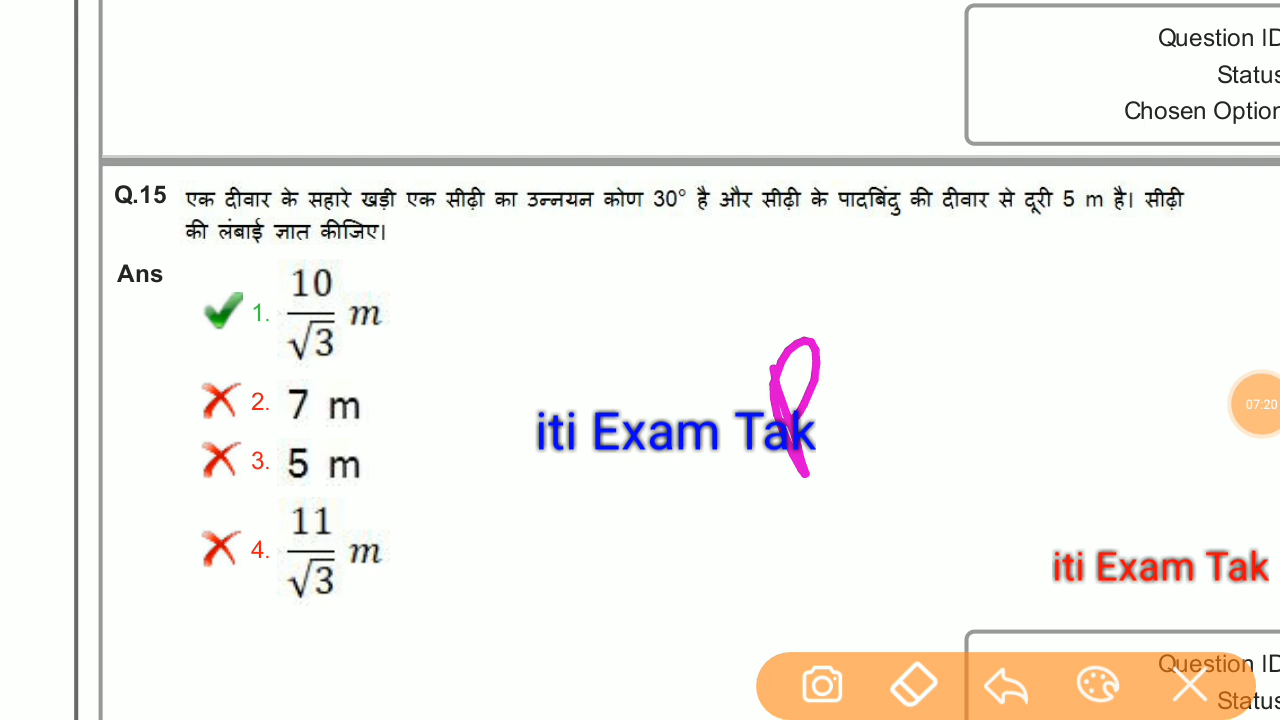 Question ID
Status
Chosen Option
Q.15 एक दीवार के सहारे खड़ी एक सीढ़ी का उन्नयन कोण 30° है और सीढ़ी के पादबिंदु की दीवार से दूरी 5 m है। सीढ़ी
की लंबाई ज्ञात कीजिए।
Ans
1. 10/√3 m
2. 7 m
3. 5 m
4. 11/√3 m
iti Exam Tak
07:20
iti Exam Tak
Question ID
Status